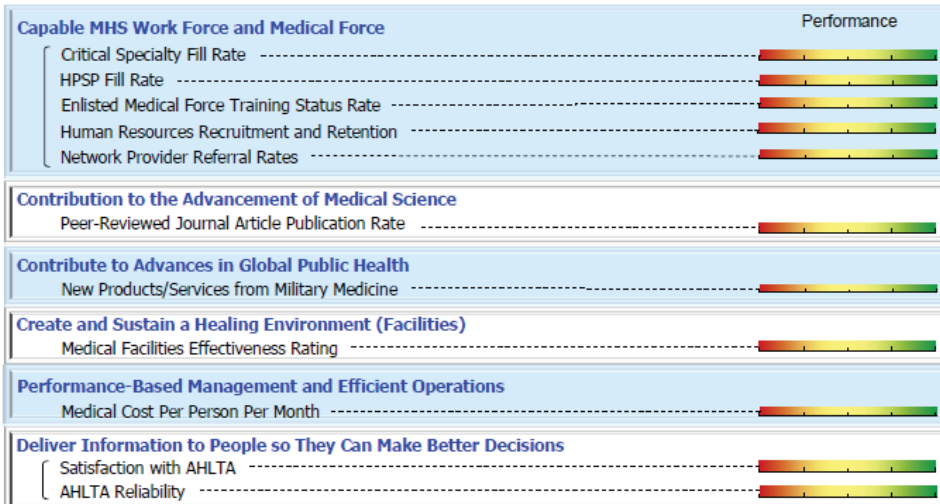 Performance
Capable MHS Work Force and Medical Force
Critical Specialty Fill Rate
HPSP Fill Rate
Enlisted Medical Force Training Status Rate
Human Resources Recruitment and Retention
Network Provider Referral Rates
Contribution to the Advancement of Medical Science
Peer-Reviewed Journal Article Publication Rate
Contribute to Advances in Global Public Health
New Products/Services from Military Medicine
Create and Sustain a Healing Environment (Facilities)
Medical Facilities Effectiveness Rating
Performance-Based Management and Efficient Operations
Medical Cost Per Person Per Month
Deliver Information to People so They Can Make Better Decisions
Satisfaction with AHLTA
AHLTA Reliability